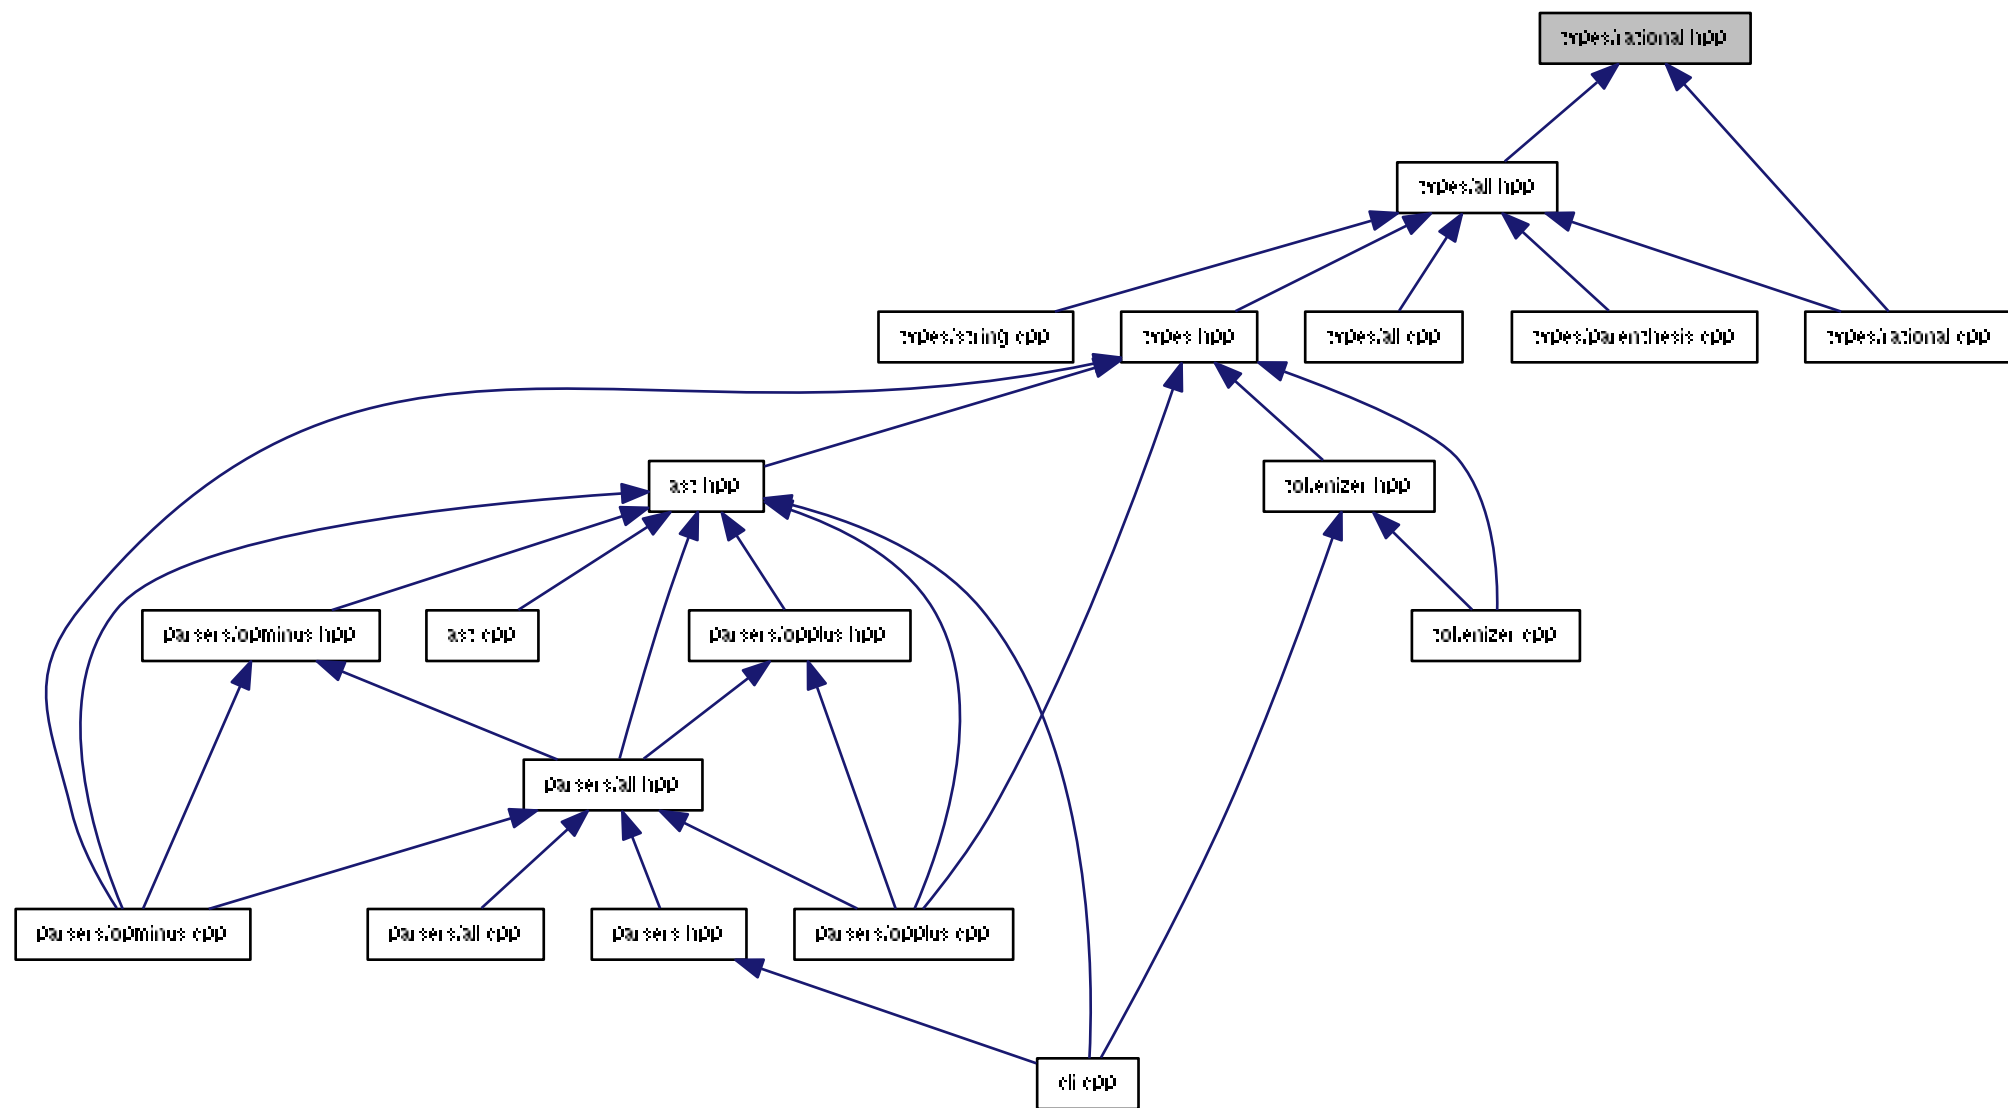 types/rational.hpp
types/all.hpp
types/string.cpp
types.hpp
types/all.cpp
types/parenthesis.cpp
types/rational.cpp
ast.hpp
tokenizer.hpp
parsers/opminus.hpp
ast.cpp
parsers/opplus.hpp
tokenizer.cpp
parsers/all.hpp
parsers/opminus.cpp
parsers/all.cpp
parsers.hpp
parsers/opplus.cpp
cli.cpp